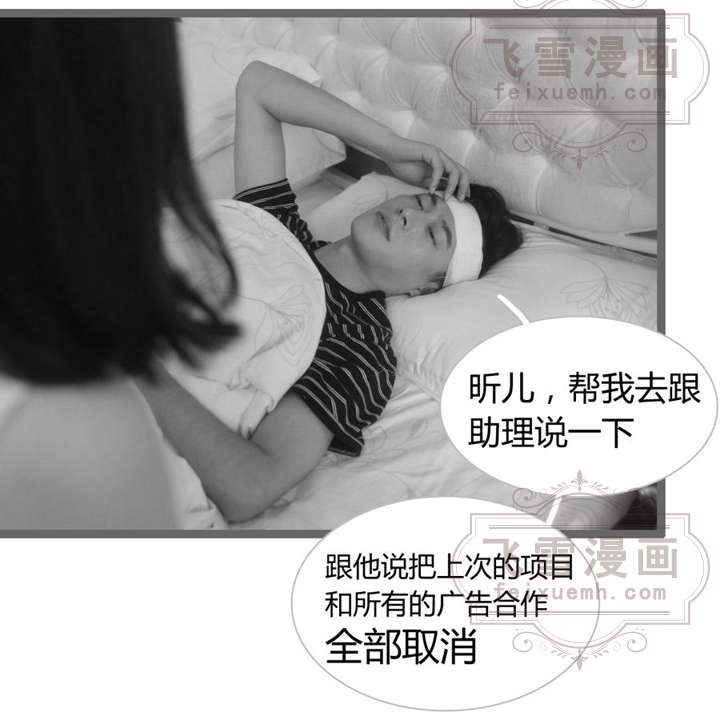 飞雪漫画
feixuemh.com
昕儿，帮我去跟
助理说一下
飞雪漫画
feixuemh.com
跟他说把上次的项目
和所有的广告合作
全部取消